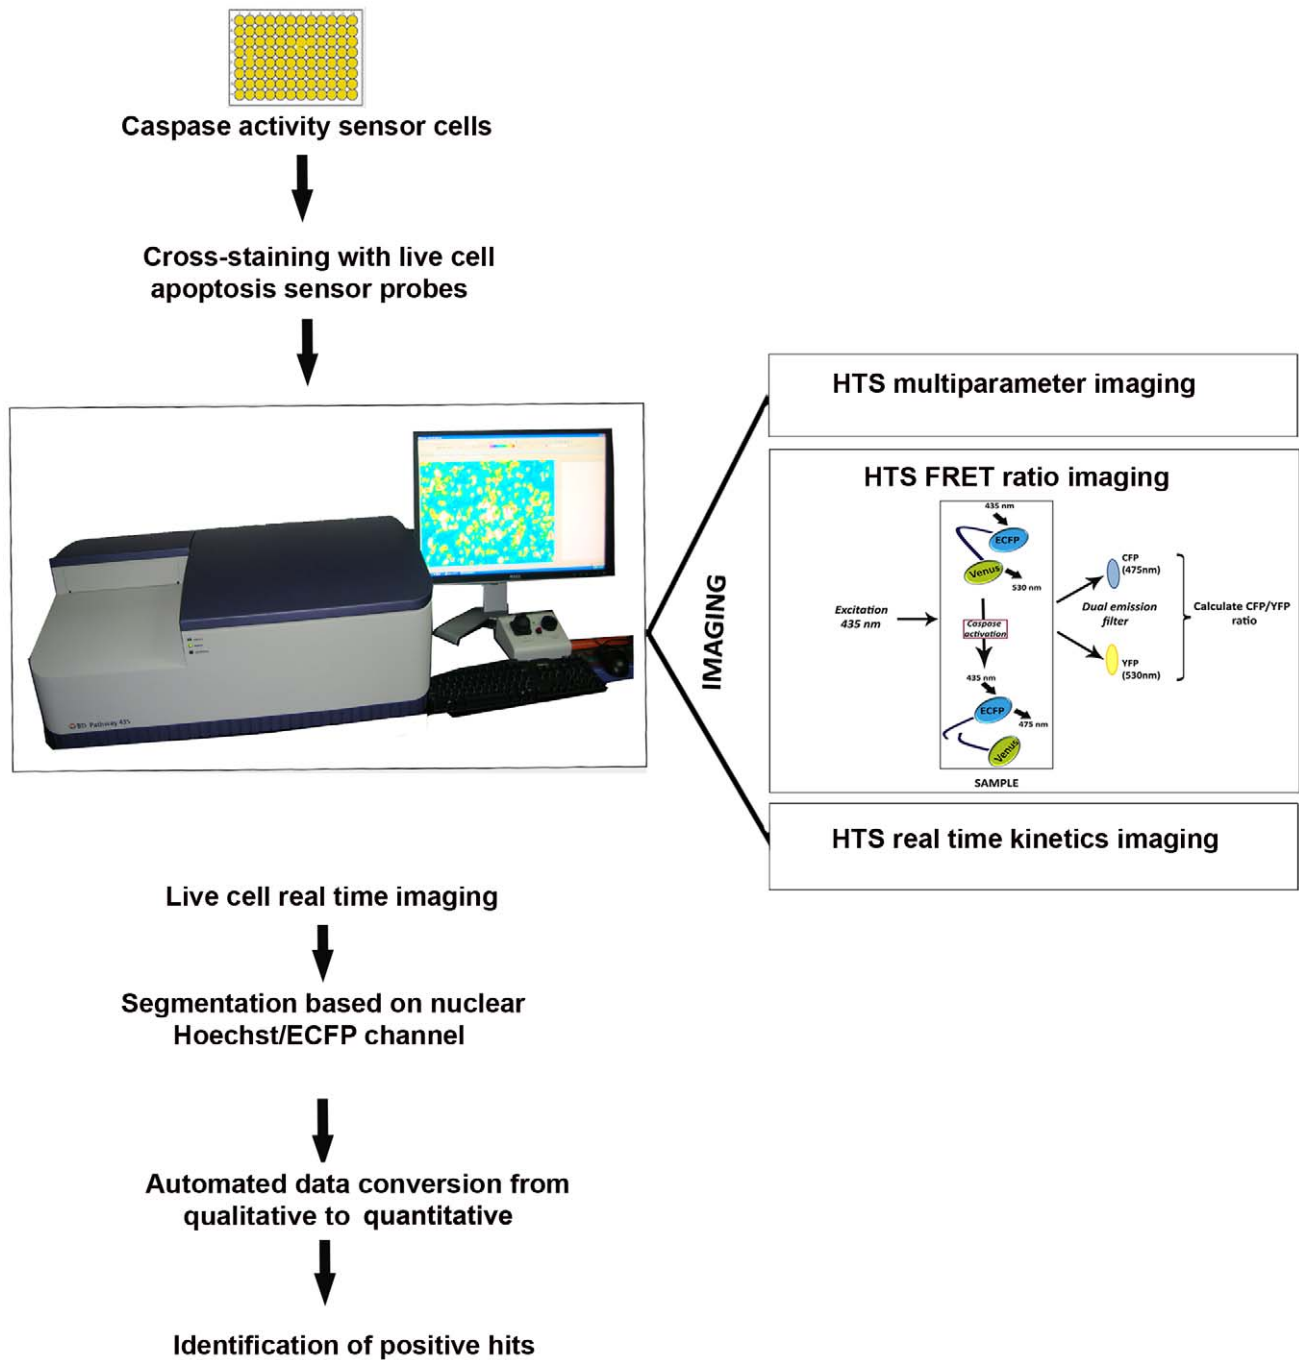 Caspase activity sensor cells
Cross-staining with live cell
apoptosis sensor probes
BD Pathway 435
IMAGING
HTS multiparameter imaging
HTS FRET ratio imaging
435 nm
ECFP
Venus
530 nm
Excitation
435 nm
Caspase
activation
435 nm
ECFP
475 nm
Venus
SAMPLE
CFP
(475nm)
Dual emission
filter
YFP
(530nm)
Calculate CFP/YFP
ratio
HTS real time kinetics imaging
Live cell real time imaging
Segmentation based on nuclear
Hoechst/ECFP channel
Automated data conversion from
qualitative to quantitative
Identification of positive hits